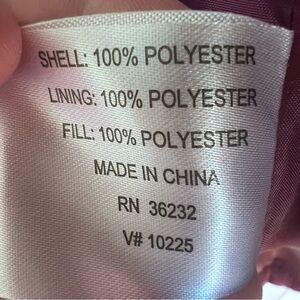 SHELL: 100% POLYESTER
LINING: 100% POLYESTER
FILL: 100% POLYESTER
MADE IN CHINA
RN 36232
V# 10225